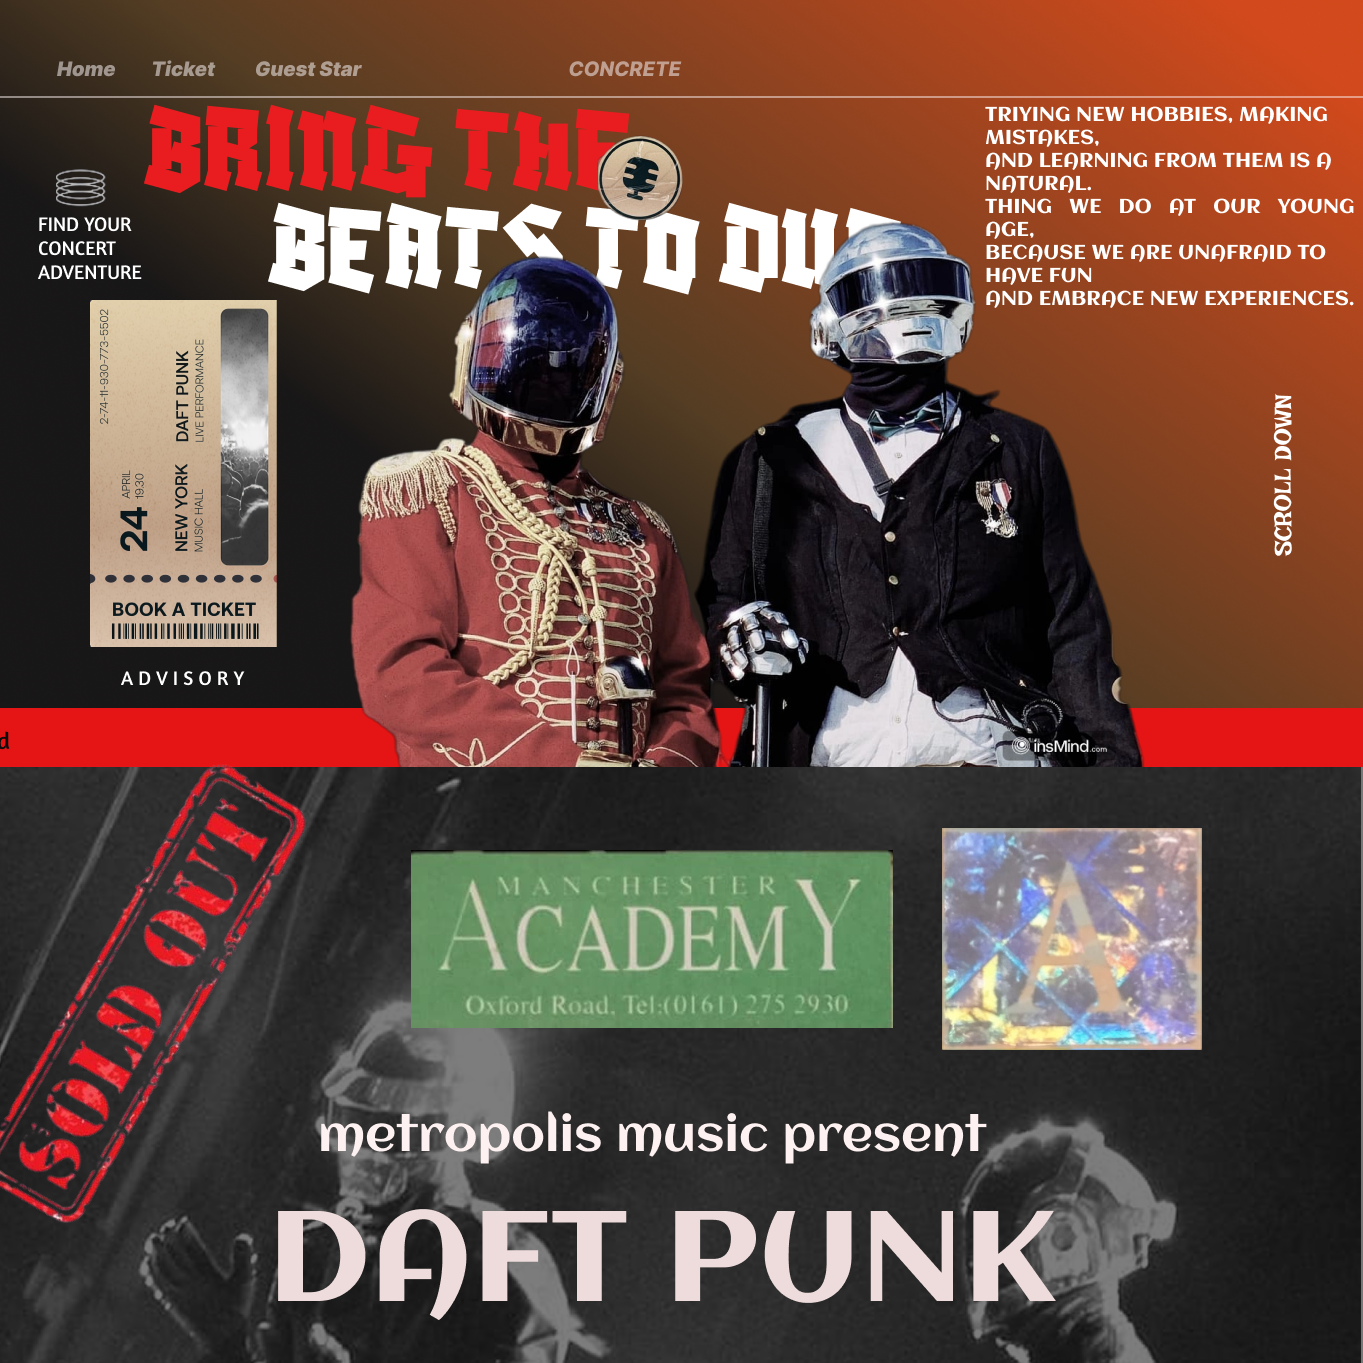 Home Ticket Guest Star CONCRETE
BRING THE
BEATS TO
TRIYING NEW HOBBIES, MAKING
MISTAKES,
AND LEARNING FROM THEM IS A
NATURAL.
THING WE DO AT OUR YOUNG
AGE,
BECAUSE WE ARE UNAFRAID TO
HAVE FUN
AND EMBRACE NEW EXPERIENCES.
FIND YOUR
CONCERT
ADVENTURE
2-74-11-930-773-5502
24 APRIL
19.30
NEW YORK DAFT PUNK
MUSIC HALL LIVE PERFORMANCE
BOOK A TICKET
ADVISORY
SCROLL DOWN
d
insMind.com
SOLD OUT
MANCHESTER
ACADEMY
Oxford Road, Tel:(0161) 275 2930
A
metropolis music present
DAFT PUNK